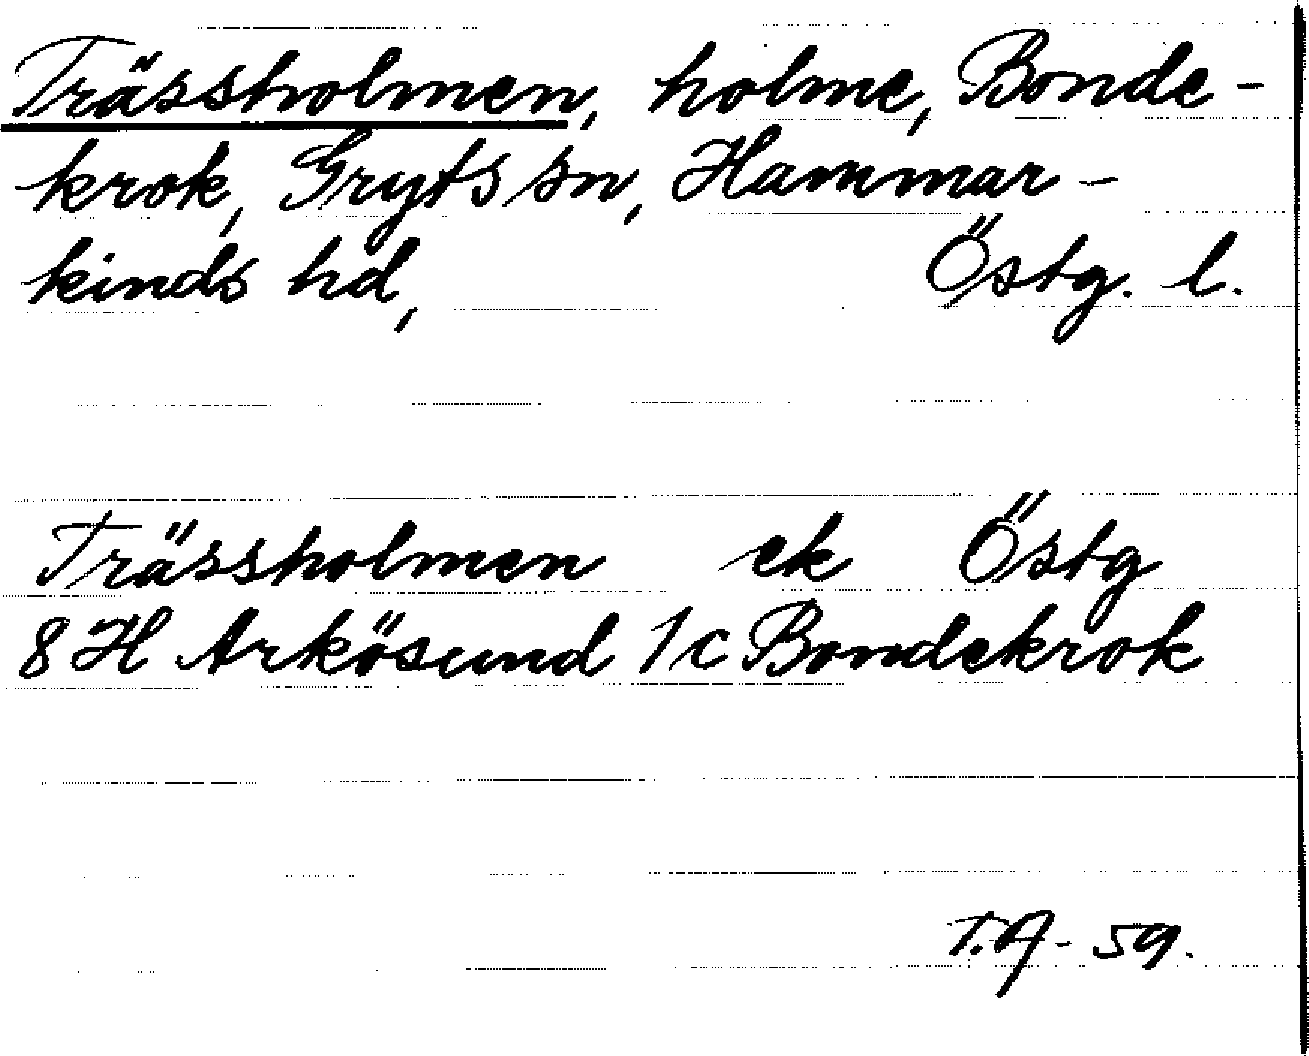 Trässholmen, holme, Bonde-
krok, Gryts sn, Hammar-
kinds hd, Östg. l.
Trässholmen ek Östg
8 H Arkösund 1c Bondekrok
T.A- 59.